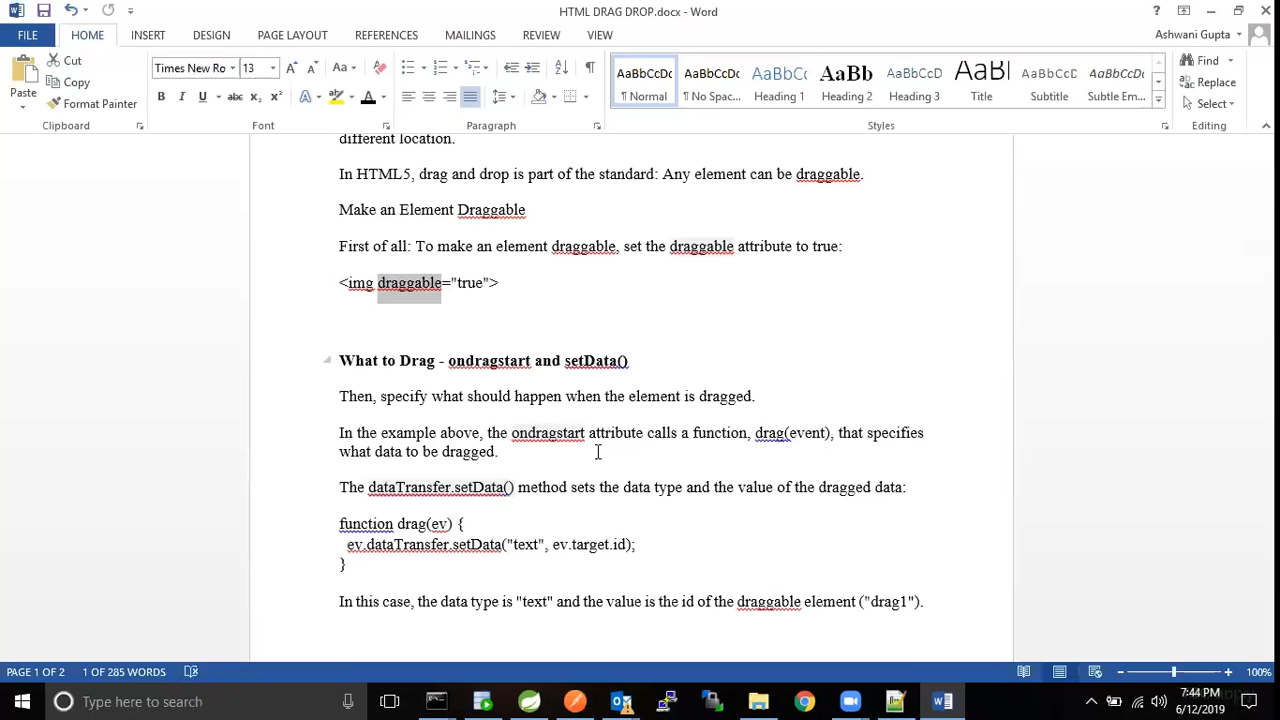 HTML DRAG DROP.docx - Word
FILE HOME INSERT DESIGN PAGE LAYOUT REFERENCES MAILINGS REVIEW VIEW Ashwani Gupta
Paste
Cut
Copy
Format Painter
Clipboard
Times New Ro 13
Font
Paragraph
AaBbCcDc AaBbCcDc AaBbCc AaBb AaBbCcD AaBb AaBbCcDc AaBbCcDc
¶ Normal ¶ No Spac... Heading 1 Heading 2 Heading 3 Title Subtitle Subtle Em...
Styles
Find
Replace
Select
Editing
different location.
In HTML5, drag and drop is part of the standard: Any element can be draggable.
Make an Element Draggable
First of all: To make an element draggable, set the draggable attribute to true:
<img draggable="true">
What to Drag - ondragstart and setData()
Then, specify what should happen when the element is dragged.
In the example above, the ondragstart attribute calls a function, drag(event), that specifies
what data to be dragged.
The dataTransfer.setData() method sets the data type and the value of the dragged data:
function drag(ev) {
ev.dataTransfer.setData("text", ev.target.id);
}
In this case, the data type is "text" and the value is the id of the draggable element ("drag1").
PAGE 1 OF 2 1 OF 285 WORDS 100%
Type here to search
7:44 PM
6/12/2019